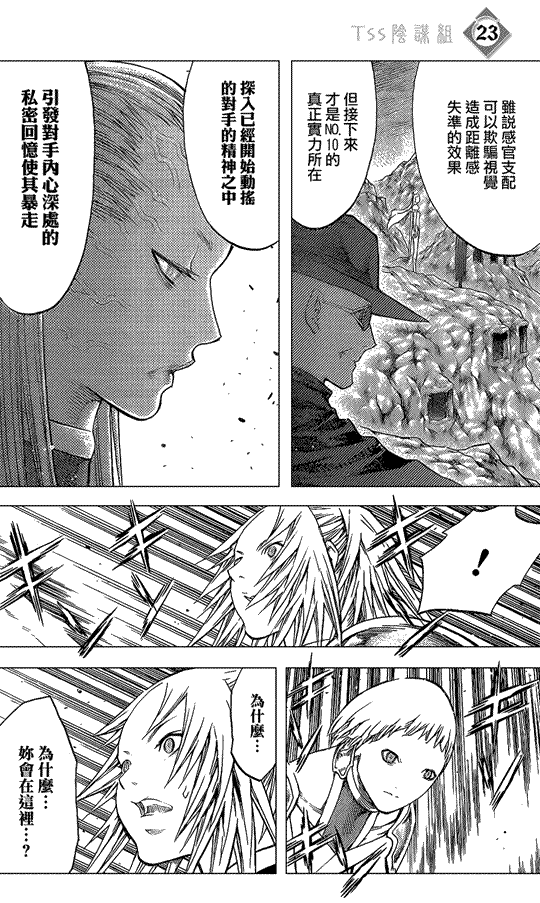 Tss陰謀組
23
雖說感官支配
可以欺騙視覺
造成距離感
失準的效果
但接下來
才是NO.10的
真正實力所在
探入已經開始動搖
的對手的精神之中
引發對手內心深處的
私密回憶使其暴走
!
為什麼…
為什麼…
妳會在這裡…?